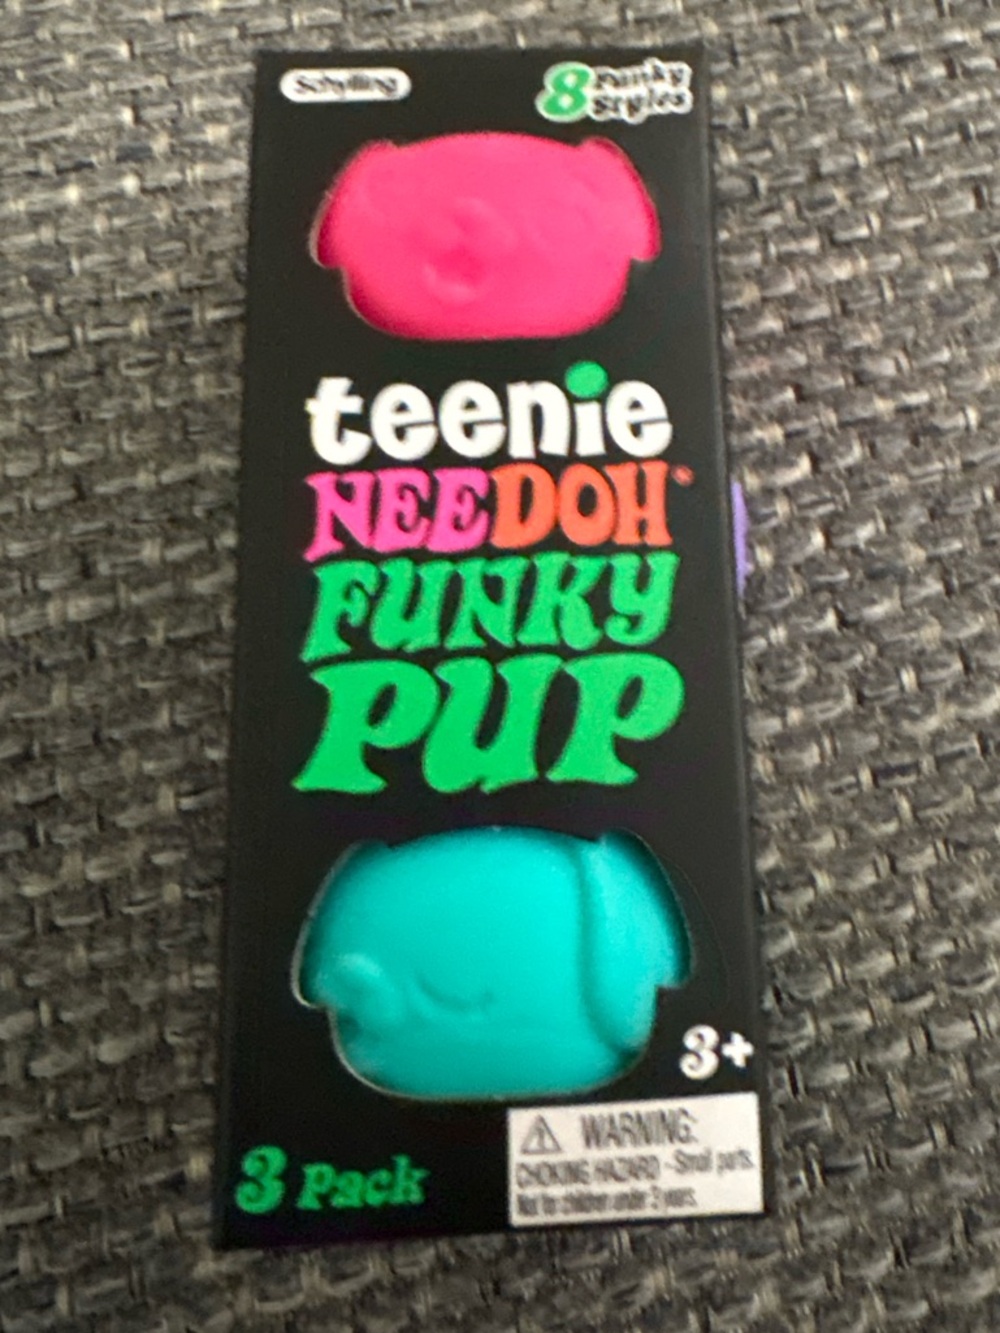 Schylling
8 Funky
Styles
teenie
NEEDOH™
FUNKY
PUP
3+
3 Pack
⚠ WARNING:
CHOKING HAZARD - Small parts.
Not for children under 3 years.